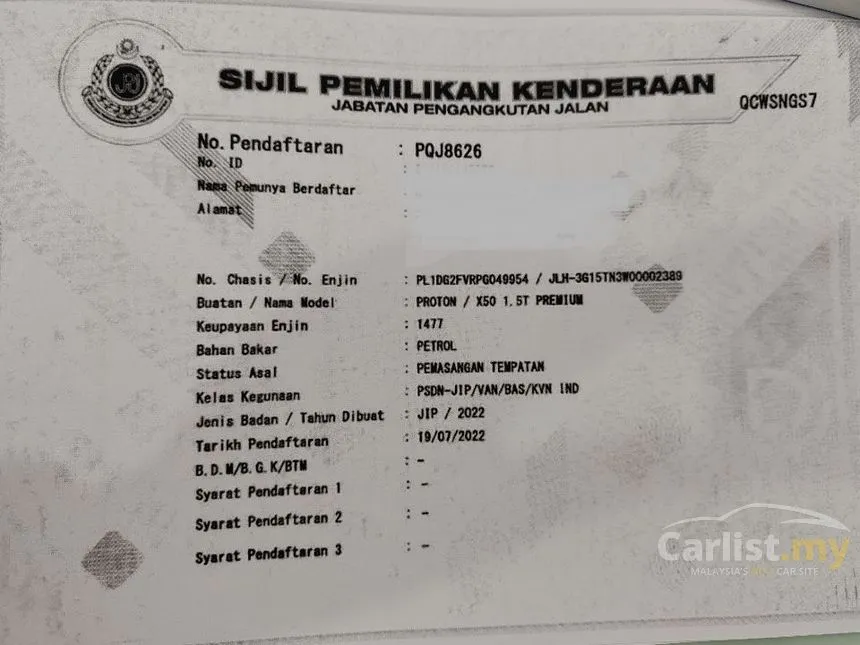 SIJIL PEMILIKAN KENDERAAN
JABATAN PENGANGKUTAN JALAN
QCWSNGS7
JPJ
No. Pendaftaran : PQJ8626
No. ID :
Nama Pemunya Berdaftar
Alamat :
No. Chasis / No. Enjin : PL1DG2FVRPG049954 / JLH-3G15TN3W00002389
Buatan / Nama Model : PROTON / X50 1.5T PREMIUM
Keupayaan Enjin : 1477
Bahan Bakar : PETROL
Status Asal : PEMASANGAN TEMPATAN
Kelas Kegunaan : PSDN-JIP/VAN/BAS/KVN IND
Jenis Badan / Tahun Dibuat : JIP / 2022
Tarikh Pendaftaran : 19/07/2022
B.D.M/B.G.K/BTM : -
Syarat Pendaftaran 1 : -
Syarat Pendaftaran 2 : -
Syarat Pendaftaran 3 : -
Carlist.my
MALAYSIA'S NO.1 CAR SITE